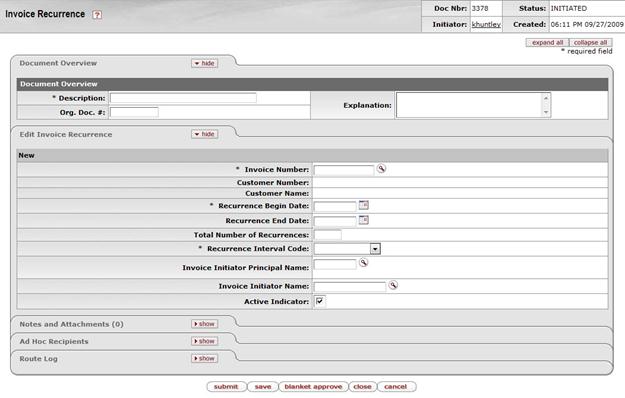 Invoice Recurrence ?
Doc Nbr: 3378 Status: INITIATED
Initiator: khuntley Created: 06:11 PM 09/27/2009
expand all collapse all
* required field
Document Overview hide
Document Overview
* Description: Explanation:
Org. Doc. #:
Edit Invoice Recurrence hide
New
* Invoice Number:
Customer Number:
Customer Name:
* Recurrence Begin Date:
Recurrence End Date:
Total Number of Recurrences:
* Recurrence Interval Code:
Invoice Initiator Principal Name:
Invoice Initiator Name:
Active Indicator:
Notes and Attachments (0) show
Ad Hoc Recipients show
Route Log show
submit save blanket approve close cancel